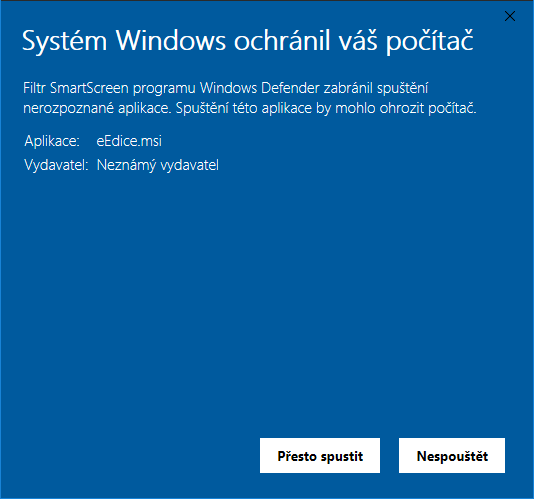 Systém Windows ochránil váš počítač
Filtr SmartScreen programu Windows Defender zabránil spuštění
nerozpoznané aplikace. Spuštění této aplikace by mohlo ohrozit počítač.
Aplikace: eEdice.msi
Vydavatel: Neznámý vydavatel
Přesto spustit Nespouštět